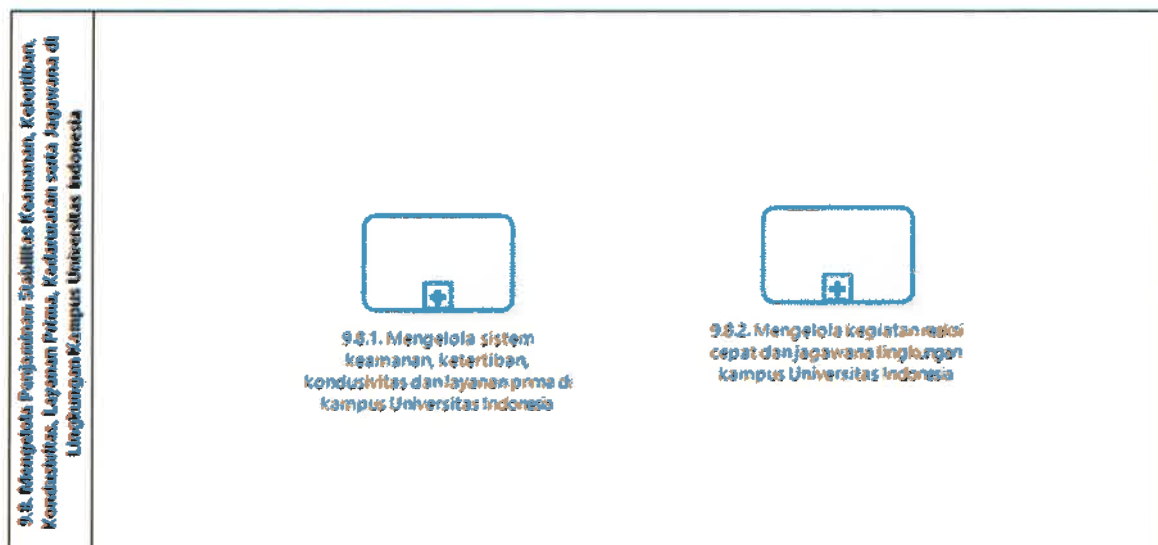 9.8. Mengelola Penjaminan Stabilitas Keamanan, Ketertiban,
Kondusivitas, Layanan Prima, Kedaruratan serta Jagawana di
Lingkungan Kampus Universitas Indonesia
9.8.1. Mengelola sistem
keamanan, ketertiban,
kondusivitas dan layanan prima di
kampus Universitas Indonesia
9.8.2. Mengelola kegiatan reaksi
cepat dan jagawana lingkungan
kampus Universitas Indonesia